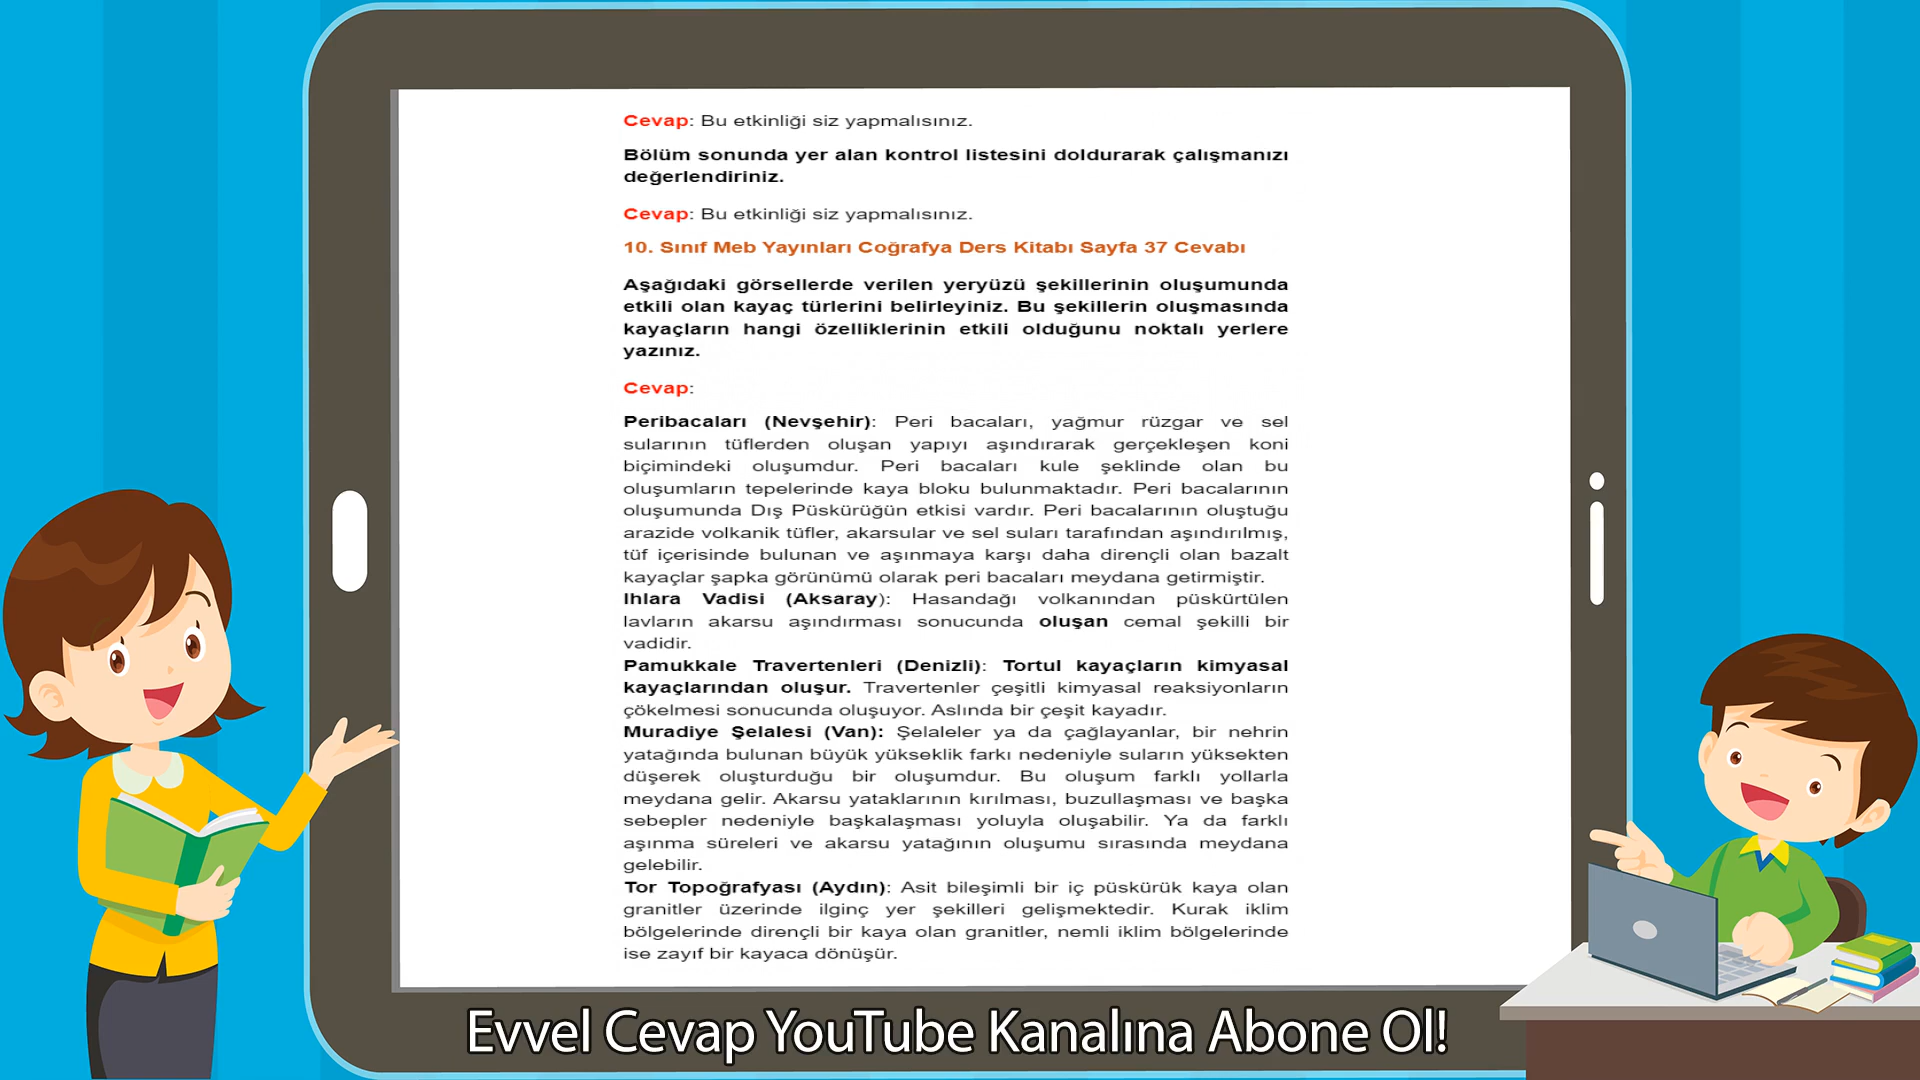 Cevap: Bu etkinliği siz yapmalısınız.
Bölüm sonunda yer alan kontrol listesini doldurarak çalışmanızı
değerlendiriniz.
Cevap: Bu etkinliği siz yapmalısınız.
10. Sınıf Meb Yayınları Coğrafya Ders Kitabı Sayfa 37 Cevabı
Aşağıdaki görsellerde verilen yeryüzü şekillerinin oluşumunda
etkili olan kayaç türlerini belirleyiniz. Bu şekillerin oluşmasında
kayaçların hangi özelliklerinin etkili olduğunu noktalı yerlere
yazınız.
Cevap:
Peribacaları (Nevşehir): Peri bacaları, yağmur rüzgar ve sel
sularının tüflerden oluşan yapıyı aşındırarak gerçekleşen koni
biçimindeki oluşumdur. Peri bacaları kule şeklinde olan bu
oluşumların tepelerinde kaya bloku bulunmaktadır. Peri bacalarının
oluşumunda Dış Püskürüğün etkisi vardır. Peri bacalarının oluştuğu
arazide volkanik tüfler, akarsular ve sel suları tarafından aşındırılmış,
tüf içerisinde bulunan ve aşınmaya karşı daha dirençli olan bazalt
kayaçlar şapka görünümü olarak peri bacaları meydana getirmiştir.
Ihlara Vadisi (Aksaray): Hasandağı volkanından püskürtülen
lavların akarsu aşındırması sonucunda oluşan cemal şekilli bir
vadidir.
Pamukkale Travertenleri (Denizli): Tortul kayaçların kimyasal
kayaçlarından oluşur. Travertenler çeşitli kimyasal reaksiyonların
çökelmesi sonucunda oluşuyor. Aslında bir çeşit kayadır.
Muradiye Şelalesi (Van): Şelaleler ya da çağlayanlar, bir nehrin
yatağında bulunan büyük yükseklik farkı nedeniyle suların yüksekten
düşerek oluşturduğu bir oluşumdur. Bu oluşum farklı yollarla
meydana gelir. Akarsu yataklarının kırılması, buzullaşması ve başka
sebepler nedeniyle başkalaşması yoluyla oluşabilir. Ya da farklı
aşınma süreleri ve akarsu yatağının oluşumu sırasında meydana
gelebilir.
Tor Topoğrafyası (Aydın): Asit bileşimli bir iç püskürük kaya olan
granitler üzerinde ilginç yer şekilleri gelişmektedir. Kurak iklim
bölgelerinde dirençli bir kaya olan granitler, nemli iklim bölgelerinde
ise zayıf bir kayaca dönüşür.
Evvel Cevap YouTube Kanalına Abone Ol!